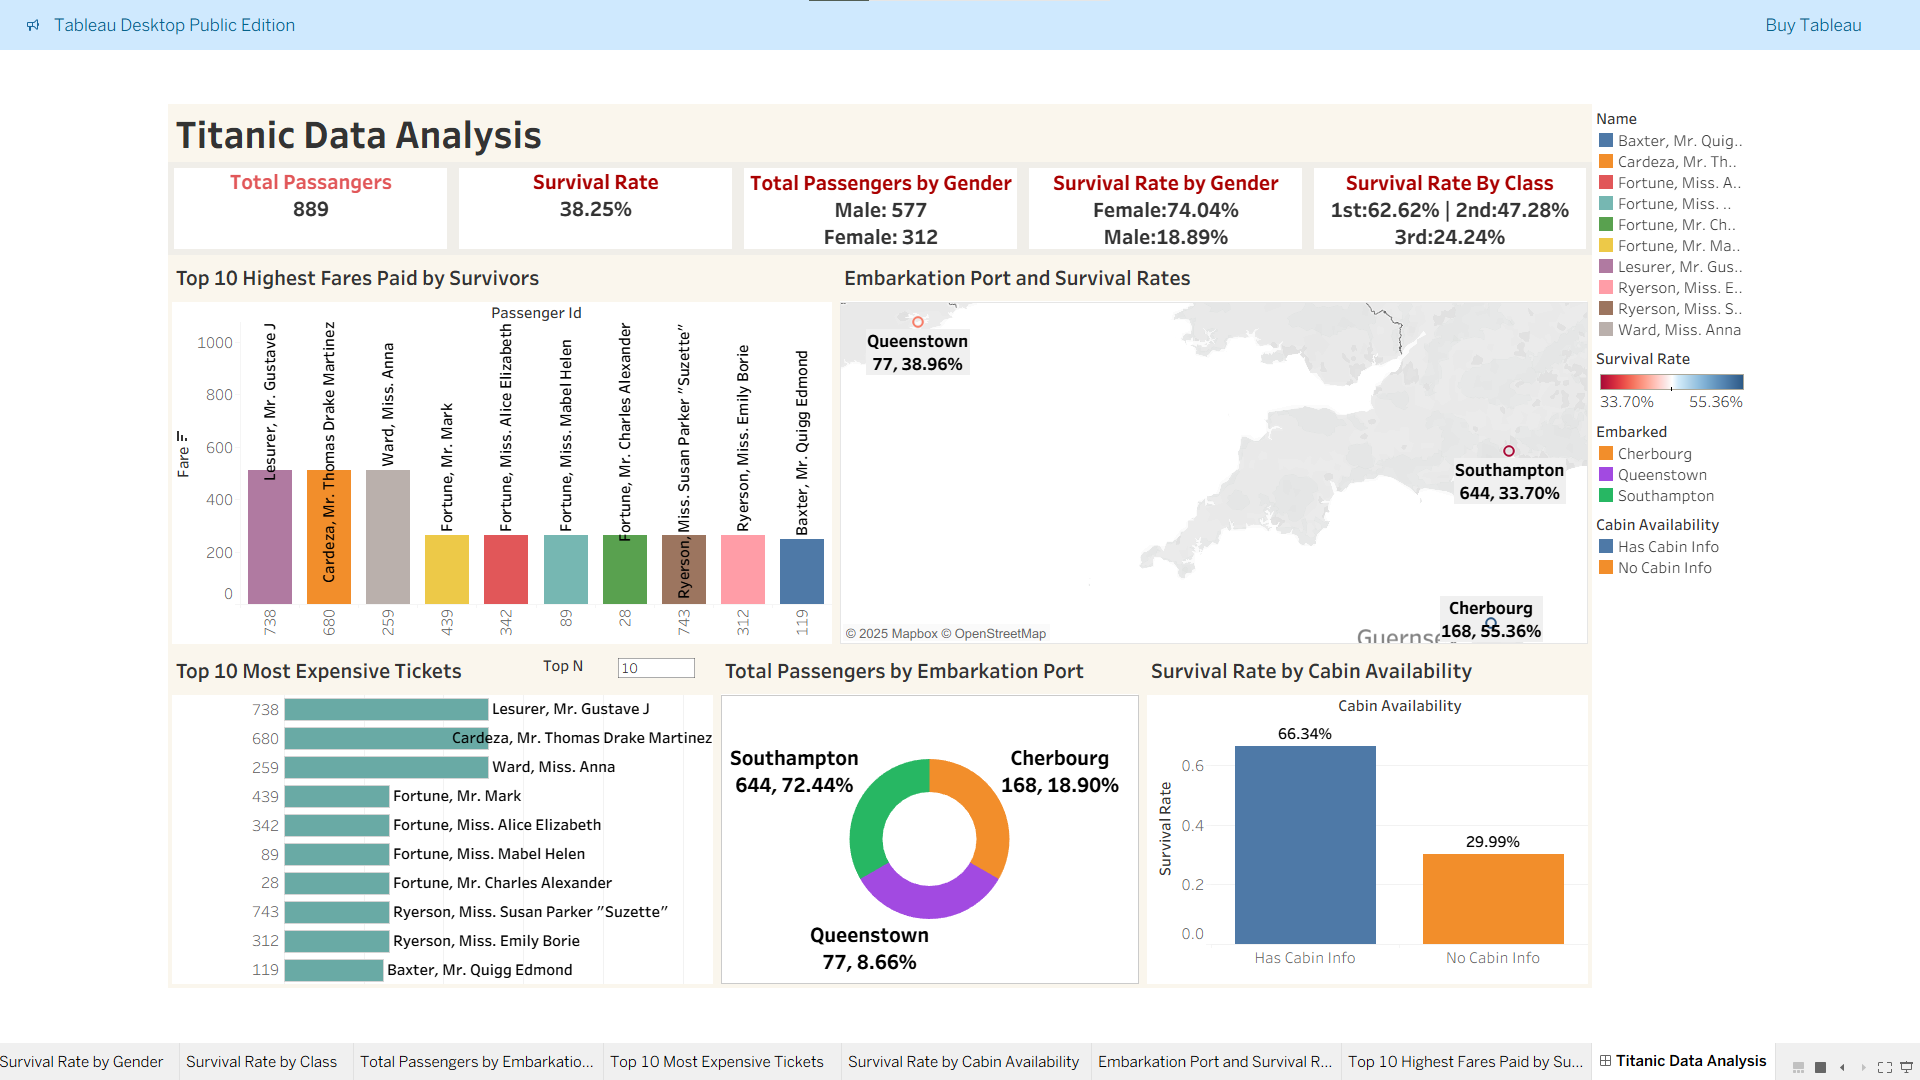 Tableau Desktop Public Edition
Buy Tableau
Titanic Data Analysis
Total Passangers
889
Survival Rate
38.25%
Total Passengers by Gender
Male: 577
Female: 312
Survival Rate by Gender
Female:74.04%
Male:18.89%
Survival Rate By Class
1st:62.62% | 2nd:47.28%
3rd:24.24%
Top 10 Highest Fares Paid by Survivors
Passenger Id
Fare
1000
800
600
400
200
0
Lesurer, Mr. Gustave J
Cardeza, Mr. Thomas Drake Martinez
Ward, Miss. Anna
Fortune, Mr. Mark
Fortune, Miss. Alice Elizabeth
Fortune, Miss. Mabel Helen
Fortune, Mr. Charles Alexander
Ryerson, Miss. Susan Parker "Suzette"
Ryerson, Miss. Emily Borie
Baxter, Mr. Quigg Edmond
738
680
259
439
342
89
28
743
312
119
Embarkation Port and Survival Rates
Queenstown
77, 38.96%
Southampton
644, 33.70%
Cherbourg
168, 55.36%
Guernse
© 2025 Mapbox © OpenStreetMap
Name
Baxter, Mr. Quig..
Cardeza, Mr. Th..
Fortune, Miss. A..
Fortune, Miss. ..
Fortune, Mr. Ch..
Fortune, Mr. Ma..
Lesurer, Mr. Gus..
Ryerson, Miss. E..
Ryerson, Miss. S..
Ward, Miss. Anna
Survival Rate
33.70% 55.36%
Embarked
Cherbourg
Queenstown
Southampton
Cabin Availability
Has Cabin Info
No Cabin Info
Top 10 Most Expensive Tickets
Top N
10
738 Lesurer, Mr. Gustave J
680 Cardeza, Mr. Thomas Drake Martinez
259 Ward, Miss. Anna
439 Fortune, Mr. Mark
342 Fortune, Miss. Alice Elizabeth
89 Fortune, Miss. Mabel Helen
28 Fortune, Mr. Charles Alexander
743 Ryerson, Miss. Susan Parker "Suzette"
312 Ryerson, Miss. Emily Borie
119 Baxter, Mr. Quigg Edmond
Total Passengers by Embarkation Port
Southampton
644, 72.44%
Cherbourg
168, 18.90%
Queenstown
77, 8.66%
Survival Rate by Cabin Availability
Cabin Availability
Survival Rate
0.6
0.4
0.2
0.0
66.34%
29.99%
Has Cabin Info
No Cabin Info
Survival Rate by Gender
Survival Rate by Class
Total Passengers by Embarkatio...
Top 10 Most Expensive Tickets
Survival Rate by Cabin Availability
Embarkation Port and Survival R...
Top 10 Highest Fares Paid by Su...
Titanic Data Analysis